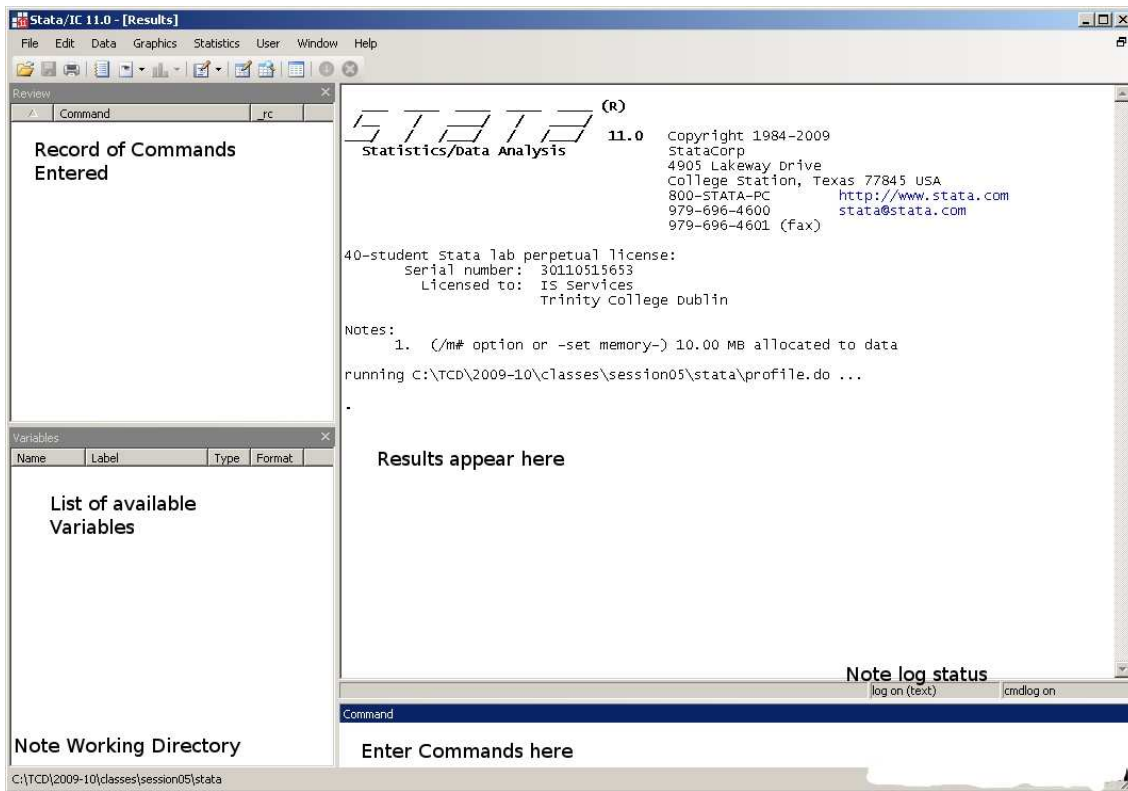 Stata/IC 11.0 - [Results]
File Edit Data Graphics Statistics User Window Help
Review
Command _rc
Record of Commands
Entered
Variables
Name Label Type Format
List of available
Variables
Note Working Directory
C:\TCD\2009-10\classes\session05\stata
STATA (R)
11.0 Copyright 1984-2009
Statistics/Data Analysis StataCorp
4905 Lakeway Drive
College Station, Texas 77845 USA
800-STATA-PC http://www.stata.com
979-696-4600 stata@stata.com
979-696-4601 (fax)
40-student Stata lab perpetual license:
Serial number: 30110515653
Licensed to: IS Services
Trinity College Dublin
Notes:
1. (/m# option or -set memory-) 10.00 MB allocated to data
running C:\TCD\2009-10\classes\session05\stata\profile.do ...
.
Results appear here
Note log status
log on (text) cmdlog on
Command
Enter Commands here